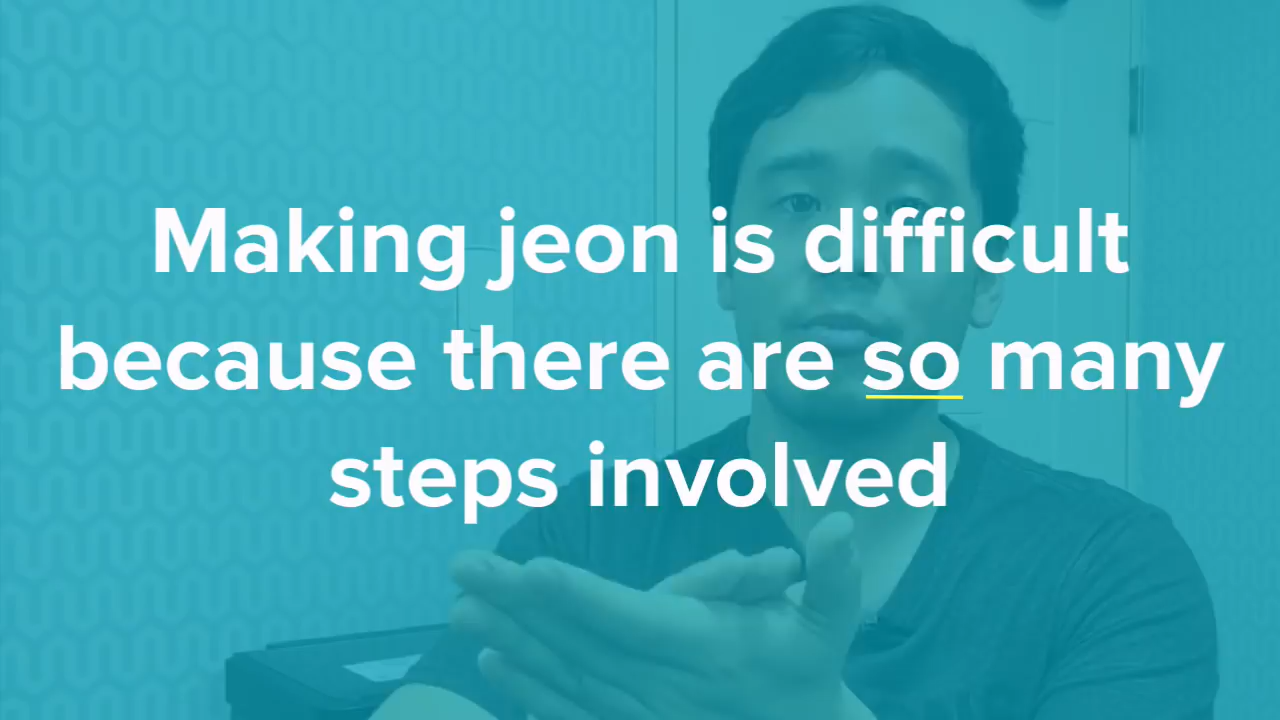 Making jeon is difficult
because there are so many
steps involved